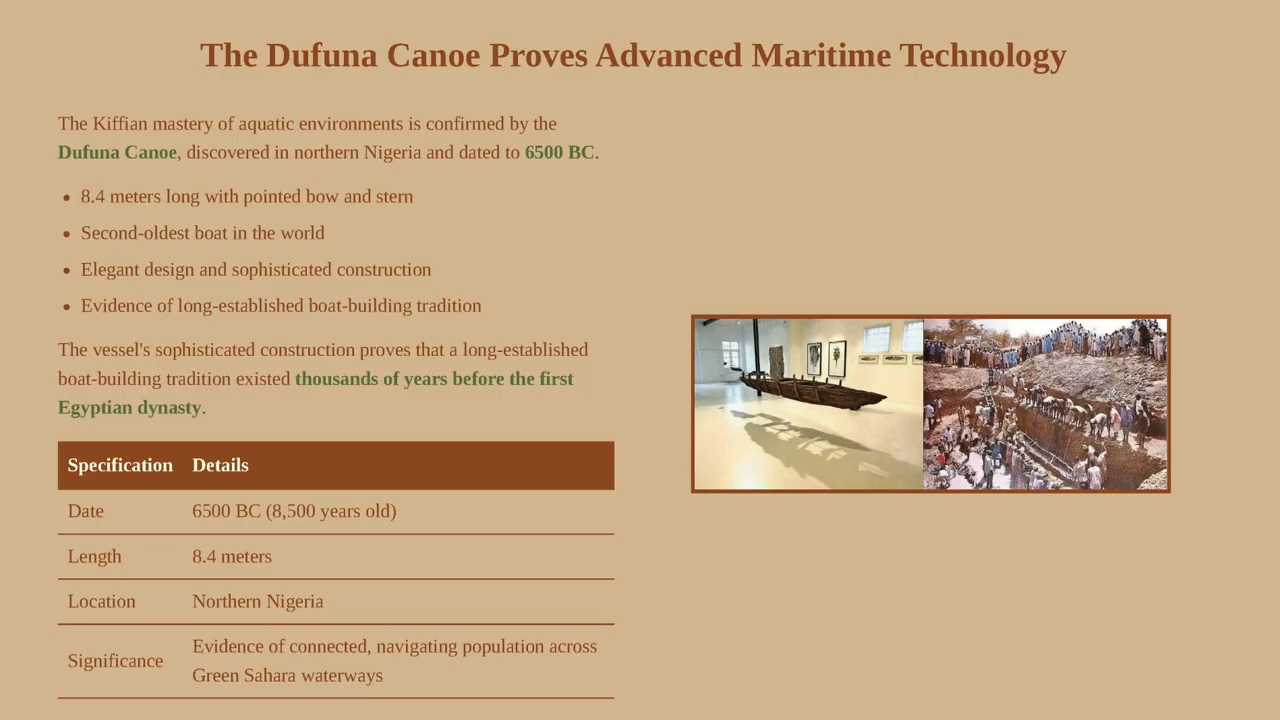 The Dufuna Canoe Proves Advanced Maritime Technology
The Kiffian mastery of aquatic environments is confirmed by the
Dufuna Canoe, discovered in northern Nigeria and dated to 6500 BC.
• 8.4 meters long with pointed bow and stern
• Second-oldest boat in the world
• Elegant design and sophisticated construction
• Evidence of long-established boat-building tradition
The vessel's sophisticated construction proves that a long-established
boat-building tradition existed thousands of years before the first
Egyptian dynasty.
Specification Details
Date 6500 BC (8,500 years old)
Length 8.4 meters
Location Northern Nigeria
Significance Evidence of connected, navigating population across
Green Sahara waterways